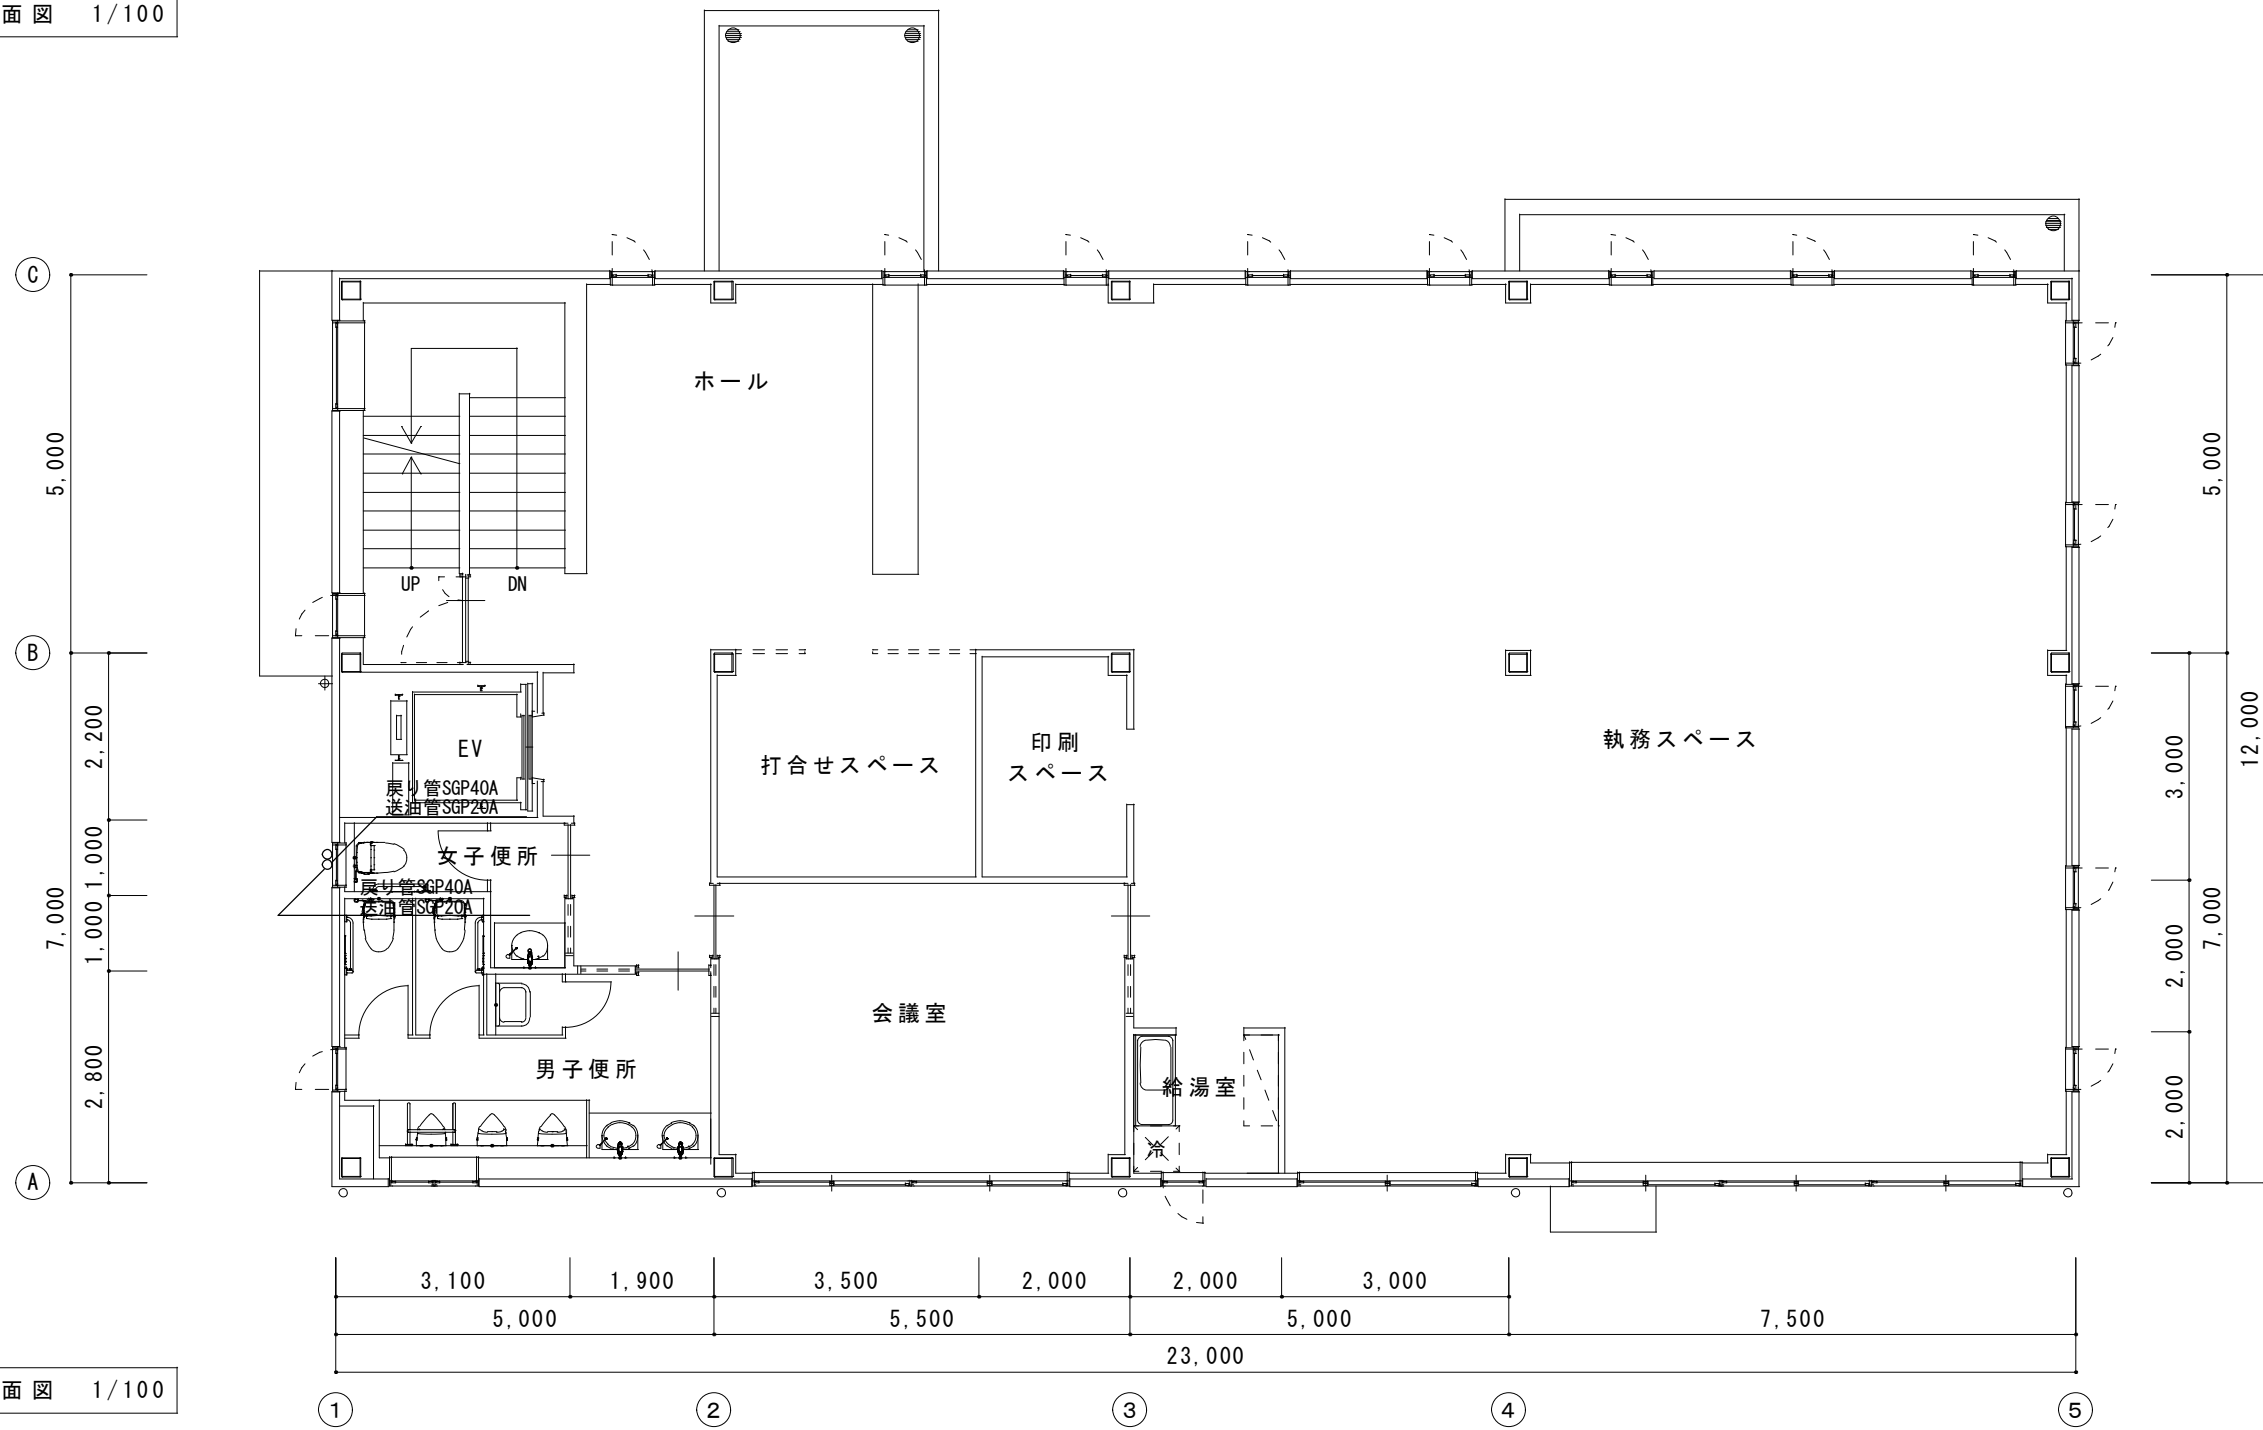 面図 1/100
C
B
A
5,000
7,000
2,200
1,000
1,000
2,800
ホール
UP
DN
EV
戻り管SGP40A
送油管SGP20A
女子便所
戻り管SGP40A
送油管SGP20A
男子便所
打合せスペース
印刷
スペース
会議室
給湯室
冷
執務スペース
5,000
3,000
2,000
2,000
7,000
12,000
3,100
1,900
3,500
2,000
2,000
3,000
5,000
5,500
5,000
7,500
23,000
面図 1/100
1
2
3
4
5